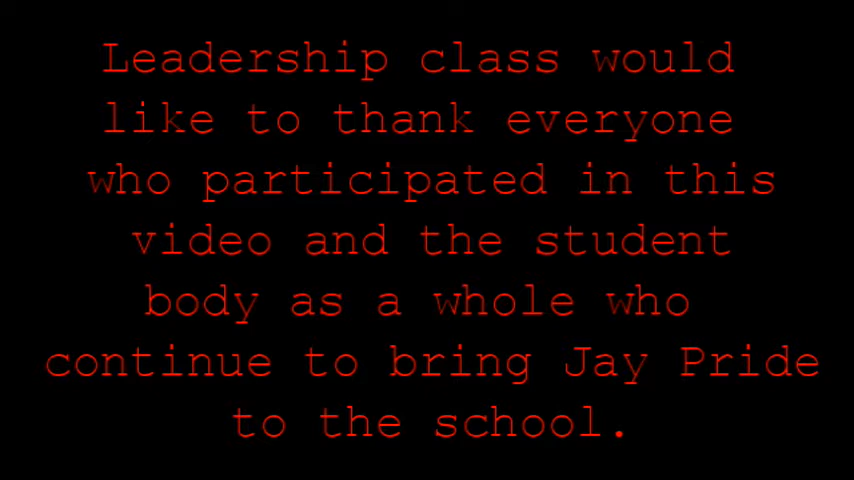 Leadership class would
like to thank everyone
who participated in this
video and the student
body as a whole who
continue to bring Jay Pride
to the school.